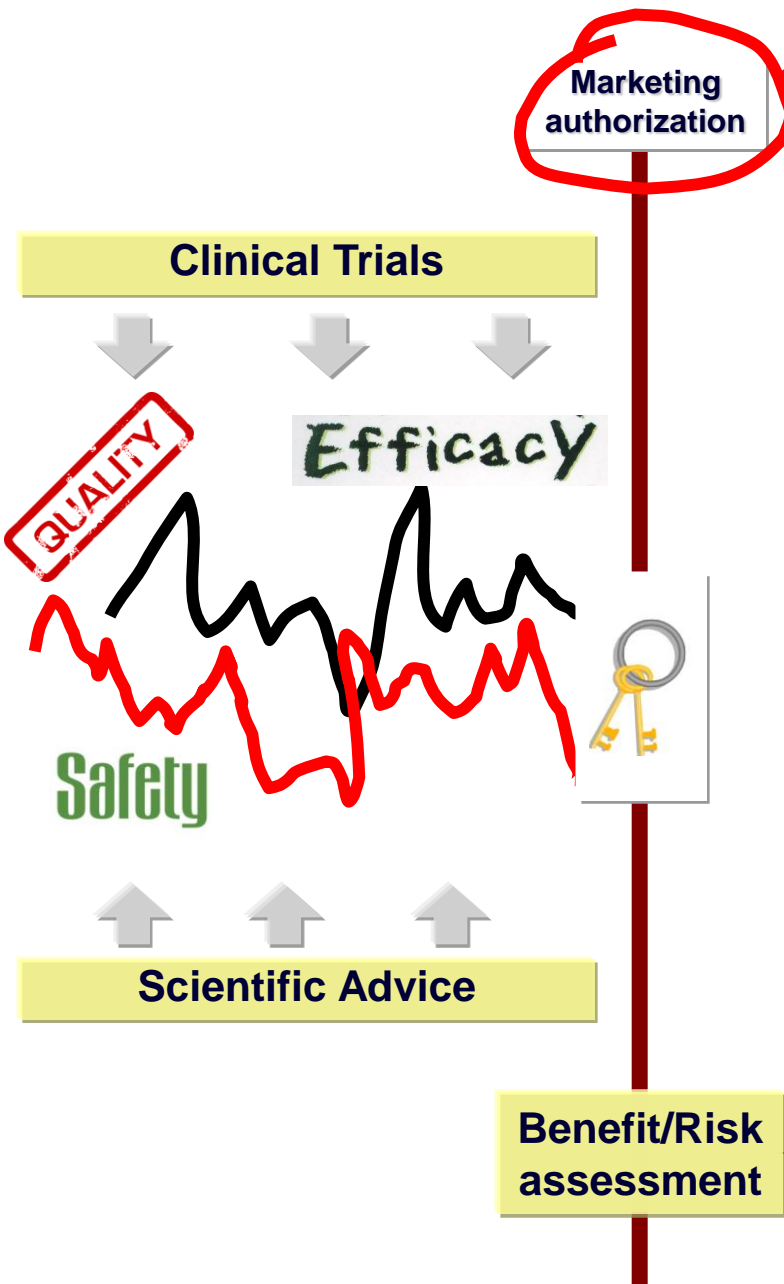 Marketing
authorization
Clinical Trials
QUALITY
Efficacy
Safety
Scientific Advice
Benefit/Risk
assessment